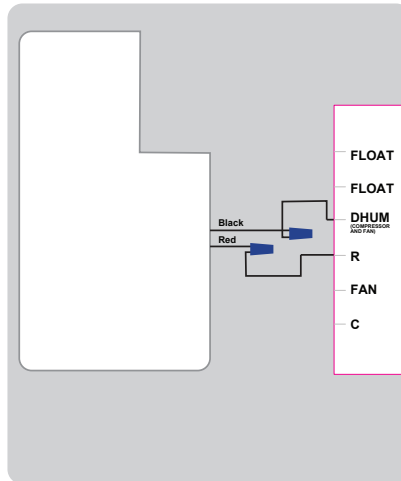 FLOAT
FLOAT
DHUM
(COMPRESSOR
AND FAN)
Black
Red
R
FAN
C